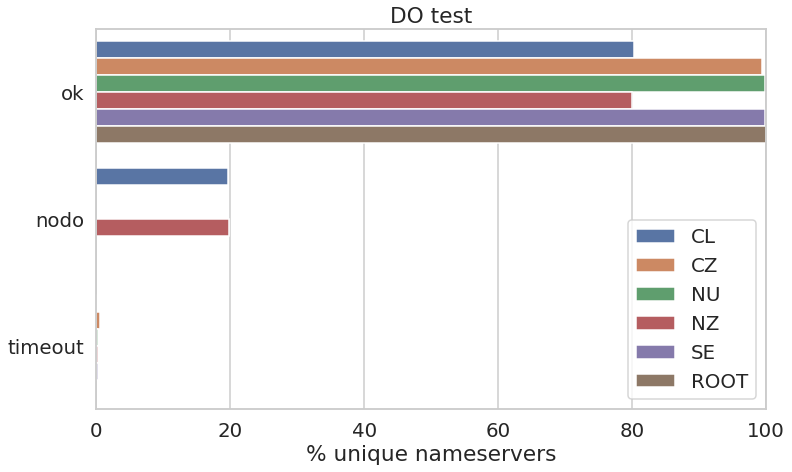 DO test
ok
nodo
timeout
CL
CZ
NU
NZ
SE
ROOT
0 20 40 60 80 100
% unique nameservers